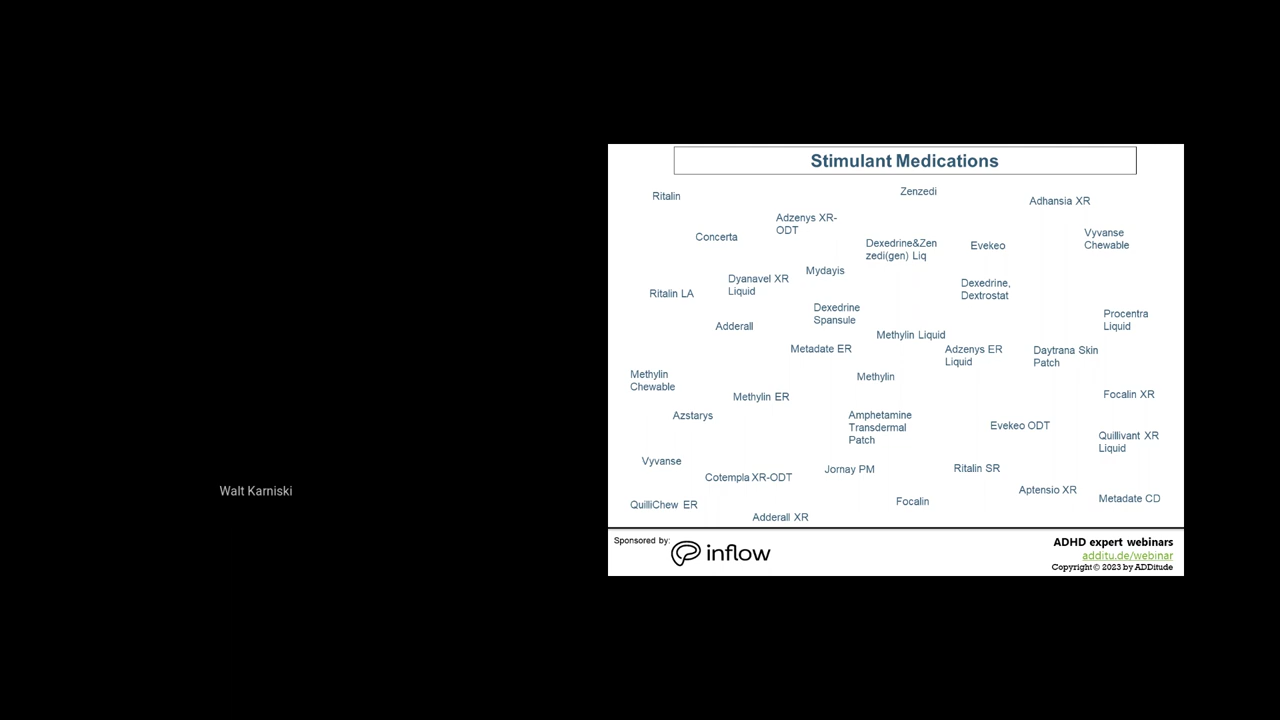 Stimulant Medications
Ritalin
Zenzedi
Adhansia XR
Adzenys XR-
ODT
Concerta
Dexedrine&Zen
zedi(gen) Liq
Evekeo
Vyvanse
Chewable
Mydayis
Dyanavel XR
Liquid
Ritalin LA
Dexedrine,
Dextrostat
Dexedrine
Spansule
Procentra
Liquid
Adderall
Methylin Liquid
Metadate ER
Adzenys ER
Liquid
Daytrana Skin
Patch
Methylin
Chewable
Methylin
Methylin ER
Focalin XR
Azstarys
Amphetamine
Transdermal
Patch
Evekeo ODT
Quillivant XR
Liquid
Vyvanse
Cotempla XR-ODT
Jornay PM
Ritalin SR
Aptensio XR
Metadate CD
QuilliChew ER
Focalin
Adderall XR
Walt Karniski
Sponsored by:
inflow
ADHD expert webinars
additu.de/webinar
Copyright © 2023 by ADDitude